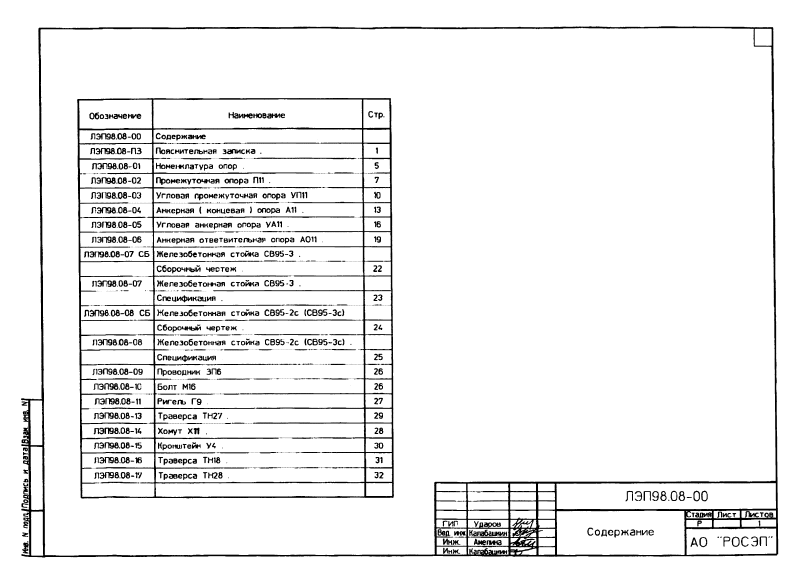 Обозначение Наименование Стр.
ЛЭП98.08-00 Содержание
ЛЭП98.08-ПЗ Пояснительная записка . 1
ЛЭП98.08-01 Номенклатура опор . 5
ЛЭП98.08-02 Промежуточная опора П11 . 7
ЛЭП98.08-03 Угловая промежуточная опора УП11 10
ЛЭП98.08-04 Анкерная ( концевая ) опора А11 . 13
ЛЭП98.08-05 Угловая анкерная опора УА11 . 16
ЛЭП98.08-06 Анкерная ответвительная опора АО11 . 19
ЛЭП98.08-07 СБ Железобетонная стойка СВ95-3 .
Сборочный чертеж . 22
ЛЭП98.08-07 Железобетонная стойка СВ95-3 .
Спецификация . 23
ЛЭП98.08-08 СБ Железобетонная стойка СВ95-2с (СВ95-3с)
Сборочный чертеж . 24
ЛЭП98.08-08 Железобетонная стойка СВ95-2с (СВ95-3с) .
Спецификация 25
ЛЭП98.08-09 Проводник ЗП6 26
ЛЭП98.08-10 Болт М16 26
ЛЭП98.08-11 Ригель Г9 . 27
ЛЭП98.08-13 Траверса ТН27 . 29
ЛЭП98.08-14 Хомут Х11 . 28
ЛЭП98.08-15 Кронштейн У4 . 30
ЛЭП98.08-16 Траверса ТН18 . 31
ЛЭП98.08-17 Траверса ТН28 . 32
Инв. N подл. Подпись и дата Взам. инв. N
ЛЭП98.08-00
Стадия Лист Листов
Р 1
Содержание
АО "РОСЭП"
ГИП Ударов
Вед. инж. Калабашкин
Инж. Амелина
Инж. Калабашкин